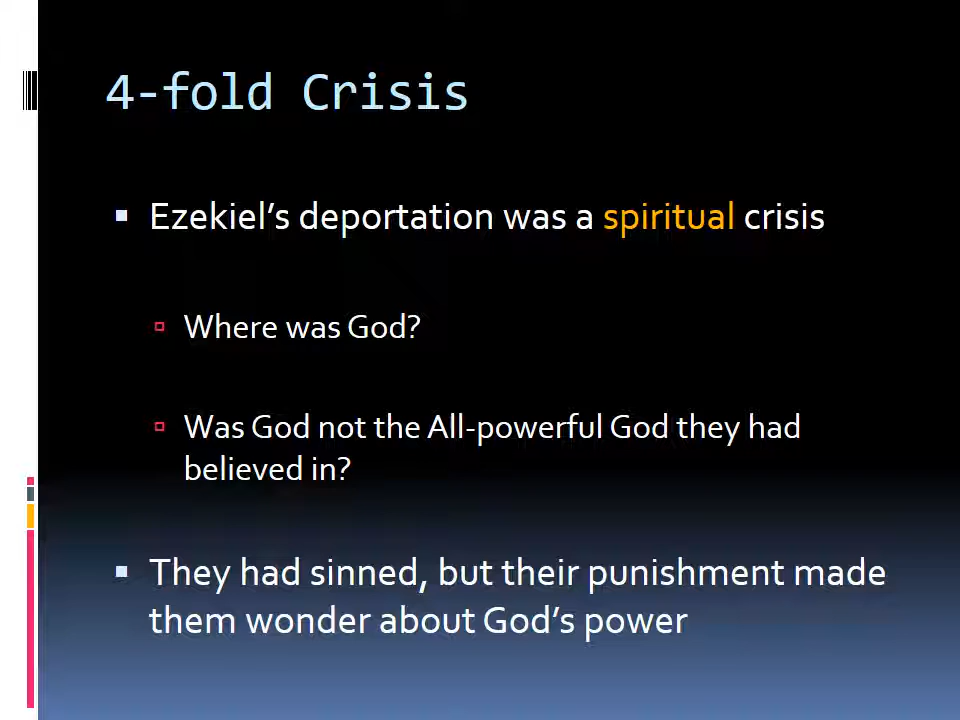 4-fold Crisis
Ezekiel’s deportation was a spiritual crisis
Where was God?
Was God not the All-powerful God they had
believed in?
They had sinned, but their punishment made
them wonder about God’s power